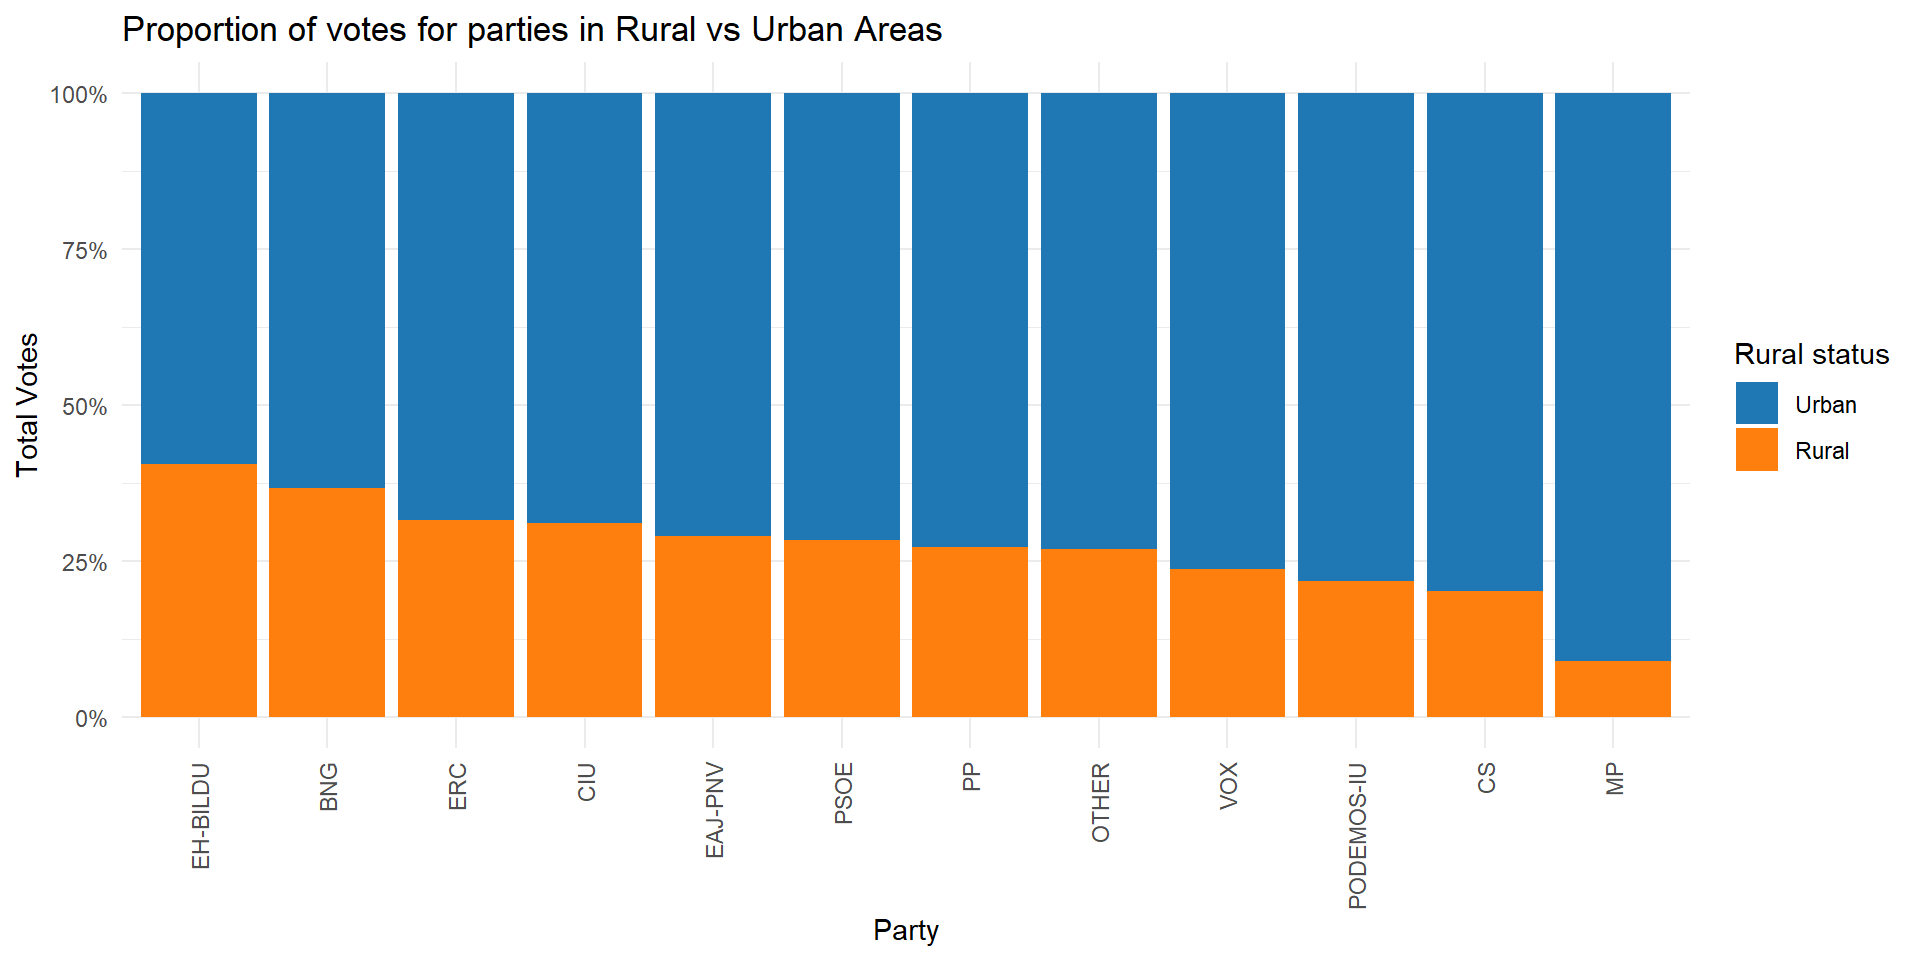 Proportion of votes for parties in Rural vs Urban Areas
Total Votes
100%
75%
50%
25%
0%
EH-BILDU
BNG
ERC
CIU
EAJ-PNV
PSOE
PP
OTHER
VOX
PODEMOS-IU
CS
MP
Party
Rural status
Urban
Rural